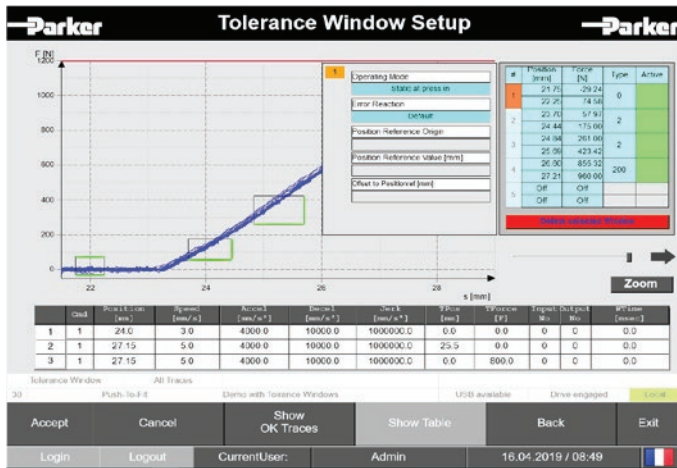 Parker
Tolerance Window Setup
Parker
F [N]
1200
1000
800
600
400
200
0
22
24
26
28
s [mm]
1
Operating Mode
Static at press in
Error Reaction
Default
Position Reference Origin
Position Reference Value [mm]
Offset to Positionref [mm]
# Position [mm] Force [N] Type Active
1 21.75 -29.24 0
22.25 74.58
2 23.70 57.97 2
24.44 175.00
3 24.84 261.00 2
25.69 423.42
4 26.60 855.32 200
27.21 960.00
5 Off Off
Off Off
Delete selected Window
Zoom
Cmd Position [mm] Speed [mm/s] Accel [mm/s²] Decel [mm/s²] Jerk [mm/s³] TPos [mm] TForce [F] Input No Output No WTime [msec]
1 1 24.0 3.0 4000.0 10000.0 1000000.0 0.0 0.0 0 0 0.0
2 1 27.15 5.0 4000.0 10000.0 1000000.0 25.5 0.0 0 0 0.0
3 1 27.15 5.0 4000.0 10000.0 1000000.0 0.0 800.0 0 0 0.0
Tolerance Window All Traces
30 Push-To-Fit Demo with Torrance Windows USB available Drive engaged Local
Accept
Cancel
Show
OK Traces
Show Table
Back
Exit
Login
Logout
CurrentUser:
Admin
16.04.2019 / 08:49